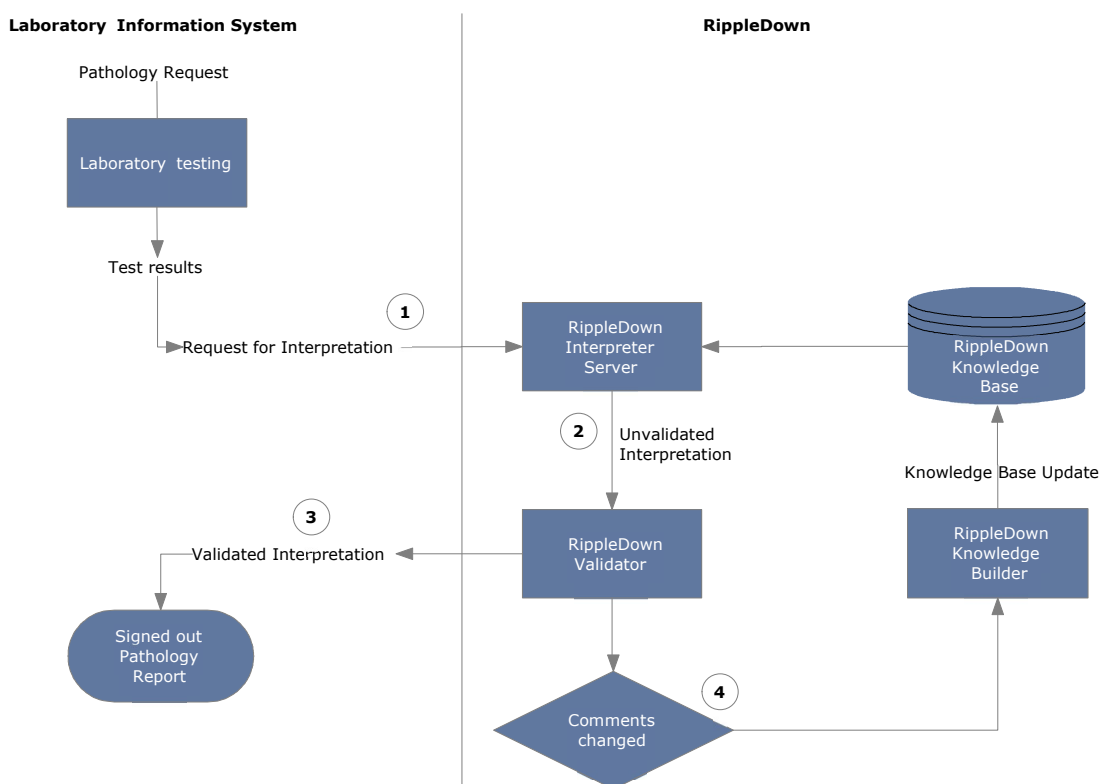 Laboratory Information System
RippleDown
Pathology Request
Laboratory testing
Test results
1
Request for Interpretation
RippleDown
Interpreter
Server
RippleDown
Knowledge
Base
2
Unvalidated
Interpretation
Knowledge Base Update
3
Validated Interpretation
RippleDown
Validator
RippleDown
Knowledge
Builder
Signed out
Pathology
Report
4
Comments
changed